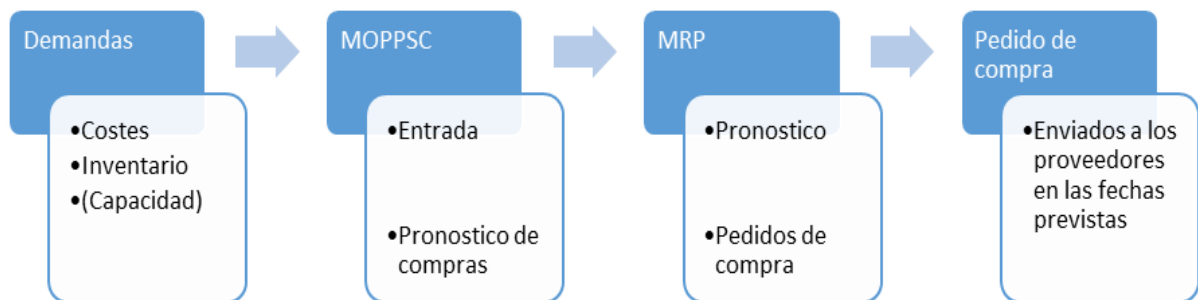 Demandas
•Costes
•Inventario
•(Capacidad)
MOPPSC
•Entrada
•Pronostico de
compras
MRP
•Pronostico
•Pedidos de
compra
Pedido de
compra
•Enviados a los
proveedores
en las fechas
previstas